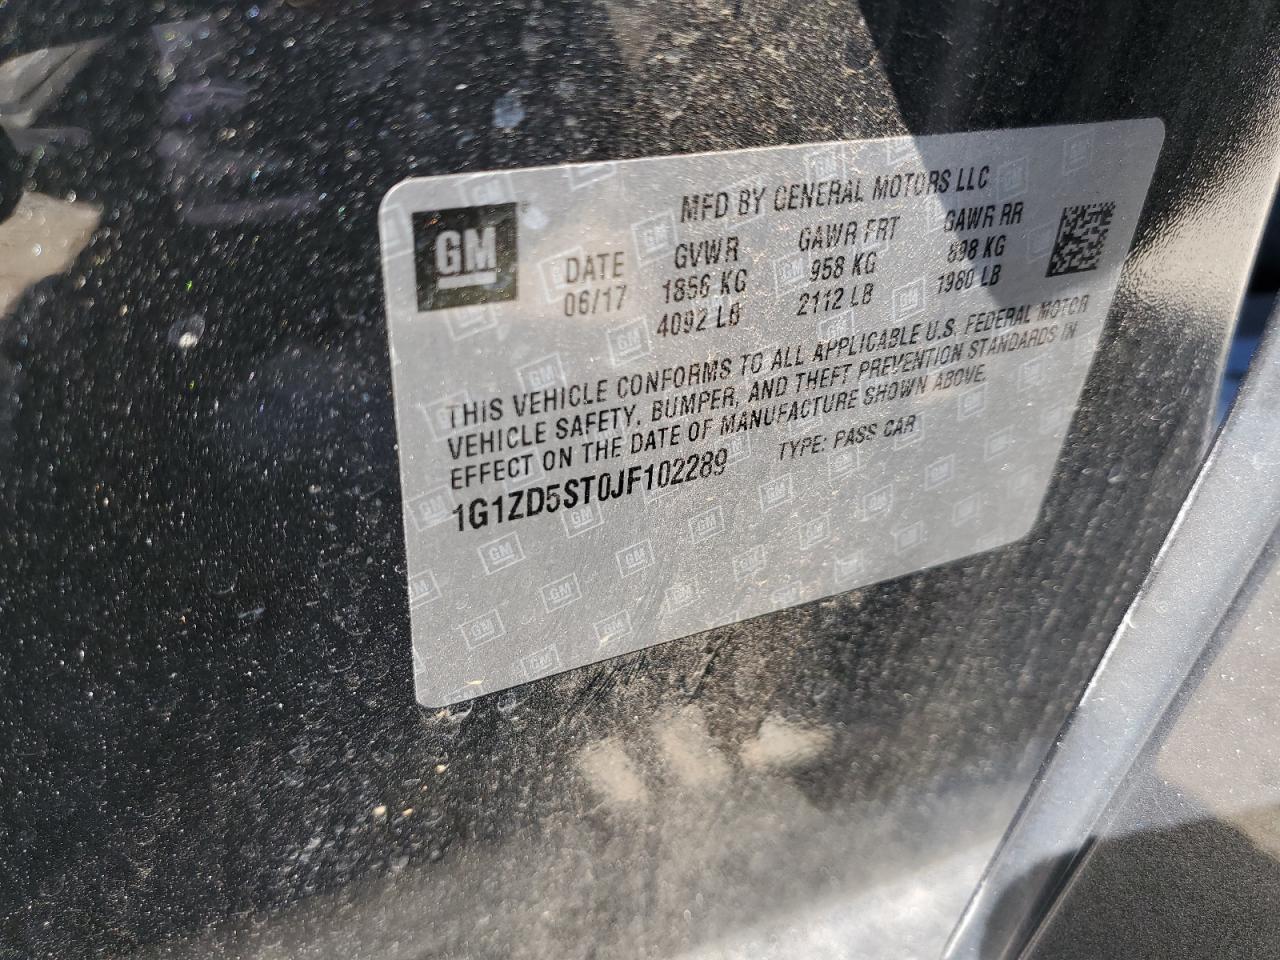 GM
MFD BY GENERAL MOTORS LLC
DATE GVWR GAWR FRT GAWR RR
06/17 1856 KG 958 KG 898 KG
4092 LB 2112 LB 1980 LB
THIS VEHICLE CONFORMS TO ALL APPLICABLE U.S. FEDERAL MOTOR
VEHICLE SAFETY, BUMPER, AND THEFT PREVENTION STANDARDS IN
EFFECT ON THE DATE OF MANUFACTURE SHOWN ABOVE.
1G1ZD5ST0JF102289 TYPE: PASS CAR